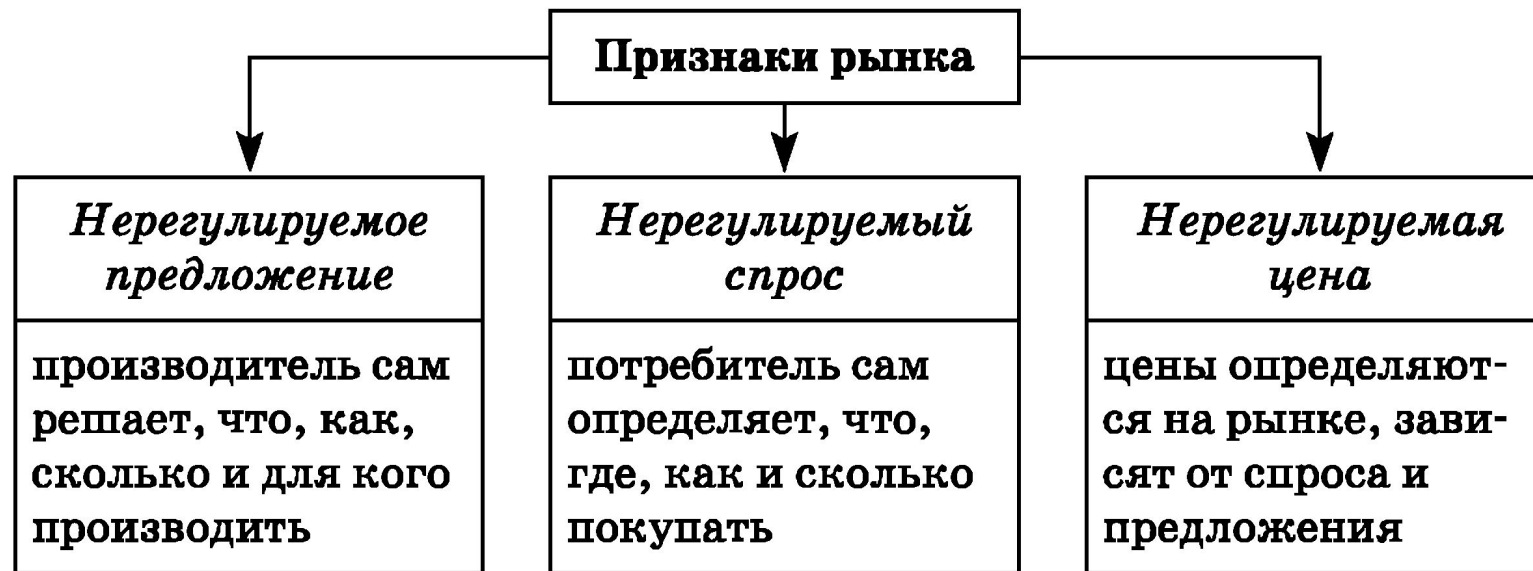 Признаки рынка
Нерегулируемое
предложение
производитель сам
решает, что, как,
сколько и для кого
производить
Нерегулируемый
спрос
потребитель сам
определяет, что,
где, как и сколько
покупать
Нерегулируемая
цена
цены определяют-
ся на рынке, зави-
сят от спроса и
предложения